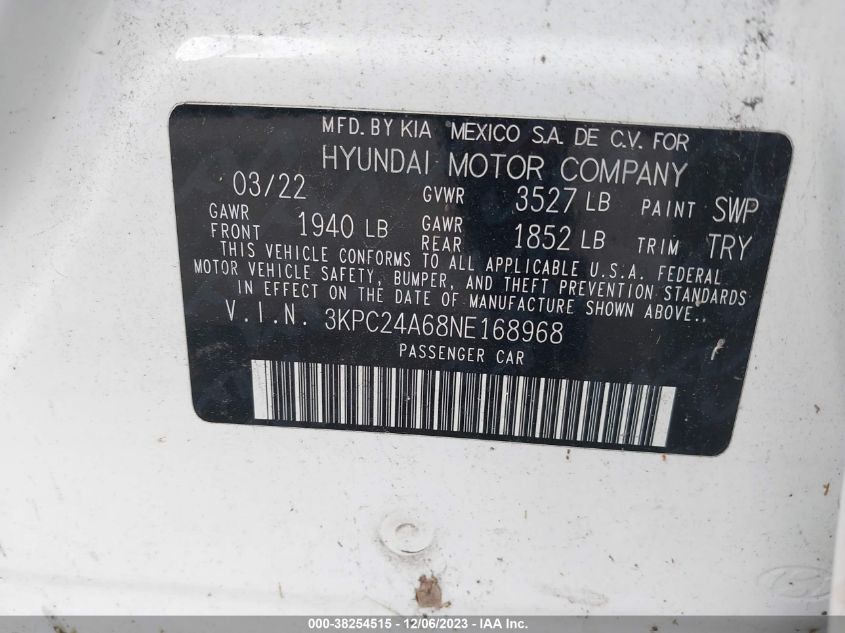 MFD. BY KIA MEXICO S.A. DE C.V. FOR
HYUNDAI MOTOR COMPANY
03/22 GVWR 3527 LB PAINT SWP
GAWR FRONT 1940 LB GAWR REAR 1852 LB TRIM TRY
THIS VEHICLE CONFORMS TO ALL APPLICABLE U.S.A. FEDERAL
MOTOR VEHICLE SAFETY, BUMPER, AND THEFT PREVENTION STANDARDS
IN EFFECT ON THE DATE OF MANUFACTURE SHOWN ABOVE..
V.I.N. 3KPC24A68NE168968
PASSENGER CAR
000-38254515 - 12/06/2023 - IAA Inc.